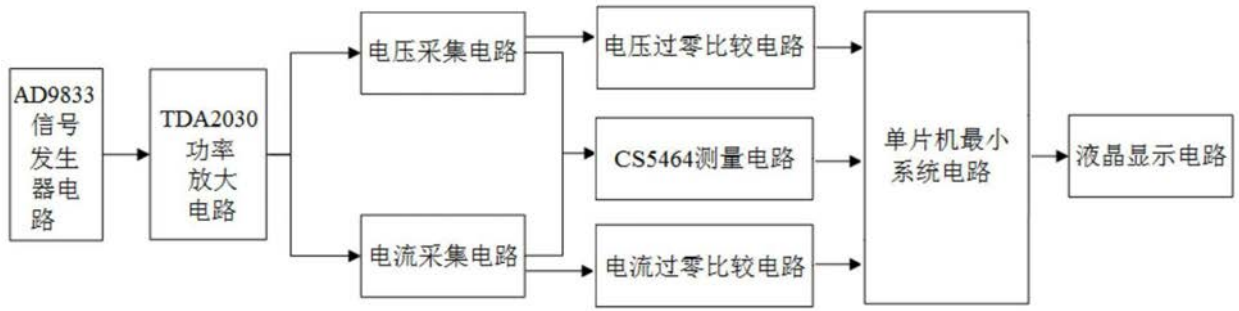 AD9833
信号
发生
器电
路
TDA2030
功率
放大
电路
电压采集电路
电流采集电路
电压过零比较电路
CS5464测量电路
电流过零比较电路
单片机最小
系统电路
液晶显示电路